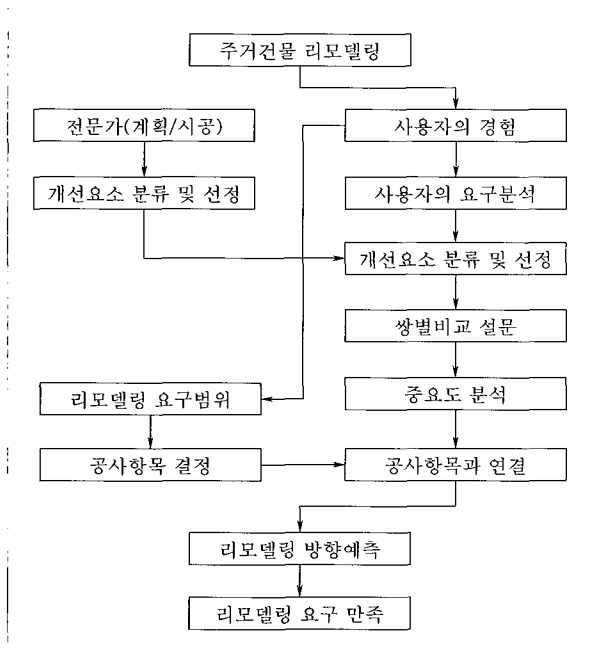 주거건물 리모델링
전문가(계획/시공)
사용자의 경험
개선요소 분류 및 선정
사용자의 요구분석
개선요소 분류 및 선정
쌍별비교 설문
리모델링 요구범위
중요도 분석
공사항목 결정
공사항목과 연결
리모델링 방향예측
리모델링 요구 만족